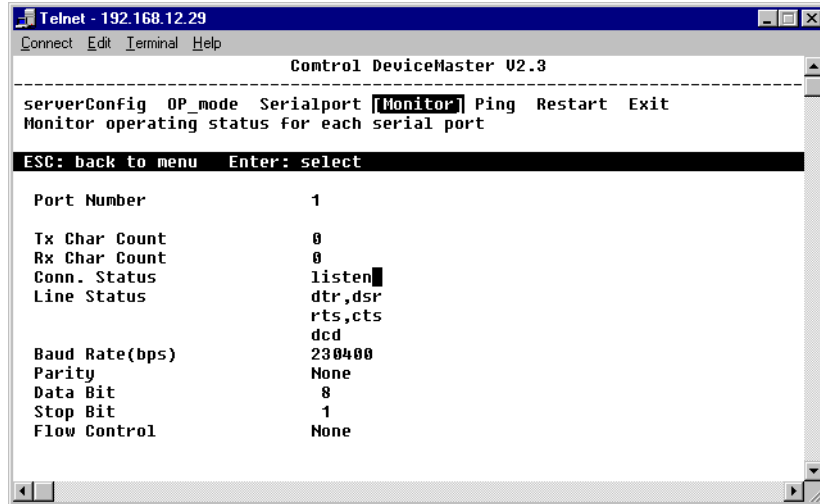 Telnet - 192.168.12.29
Connect Edit Terminal Help
Comtrol DeviceMaster V2.3
serverConfig OP_mode Serialport [Monitor] Ping Restart Exit
Monitor operating status for each serial port
ESC: back to menu Enter: select
Port Number 1
Tx Char Count 0
Rx Char Count 0
Conn. Status listen
Line Status dtr,dsr
rts,cts
dcd
Baud Rate(bps) 230400
Parity None
Data Bit 8
Stop Bit 1
Flow Control None